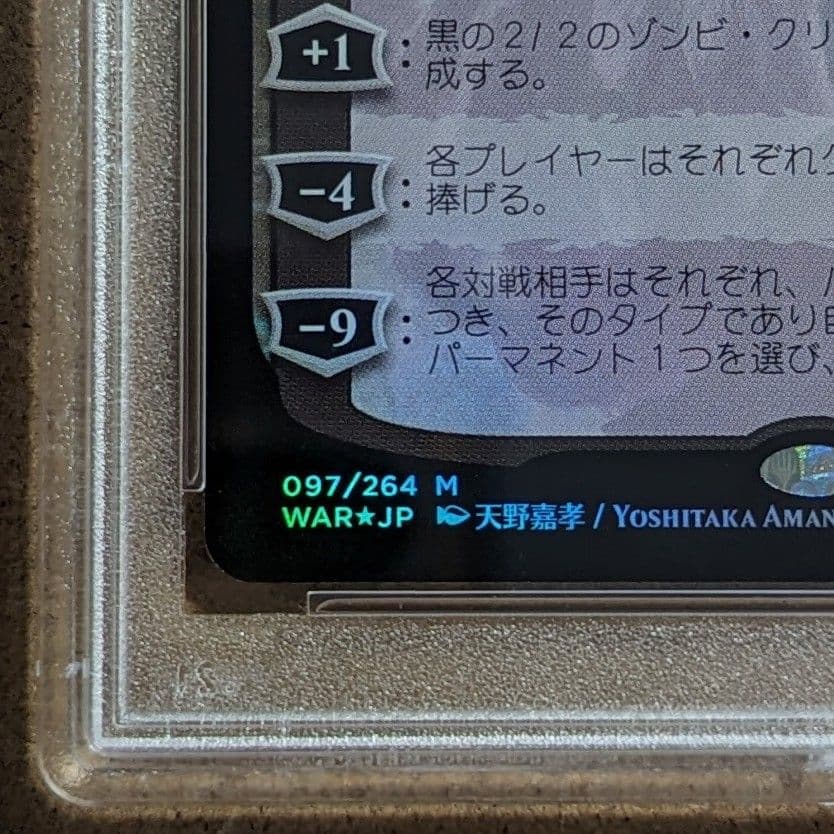 +1 : 黒の2/2のゾンビ・クリ
成する。
-4 : 各プレイヤーはそれぞれク
捧げる。
各対戦相手はそれぞれ、
-9 : つき、そのタイプであり
パーマネント1つを選び、
097/264 M
WAR★JP 天野嘉孝 / YOSHITAKA AMAN